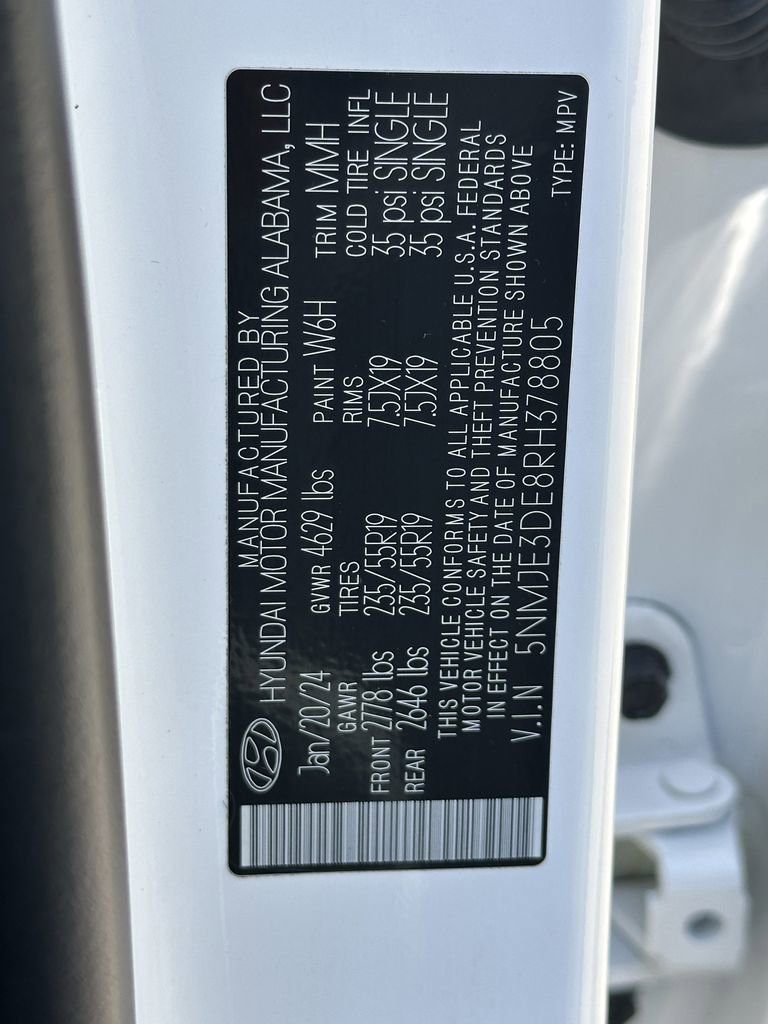 MANUFACTURED BY
HYUNDAI MOTOR MANUFACTURING ALABAMA, LLC
Jan/20/24 GVWR 4629 lbs PAINT W6H TRIM MMH
GAWR TIRES RIMS COLD TIRE INFL
FRONT 2778 lbs 235/55R19 7.5JX19 35 psi SINGLE
REAR 2646 lbs 235/55R19 7.5JX19 35 psi SINGLE
THIS VEHICLE CONFORMS TO ALL APPLICABLE U.S.A. FEDERAL
MOTOR VEHICLE SAFETY AND THEFT PREVENTION STANDARDS
IN EFFECT ON THE DATE OF MANUFACTURE SHOWN ABOVE
V.I.N 5NMJE3DE8RH378805 TYPE: MPV